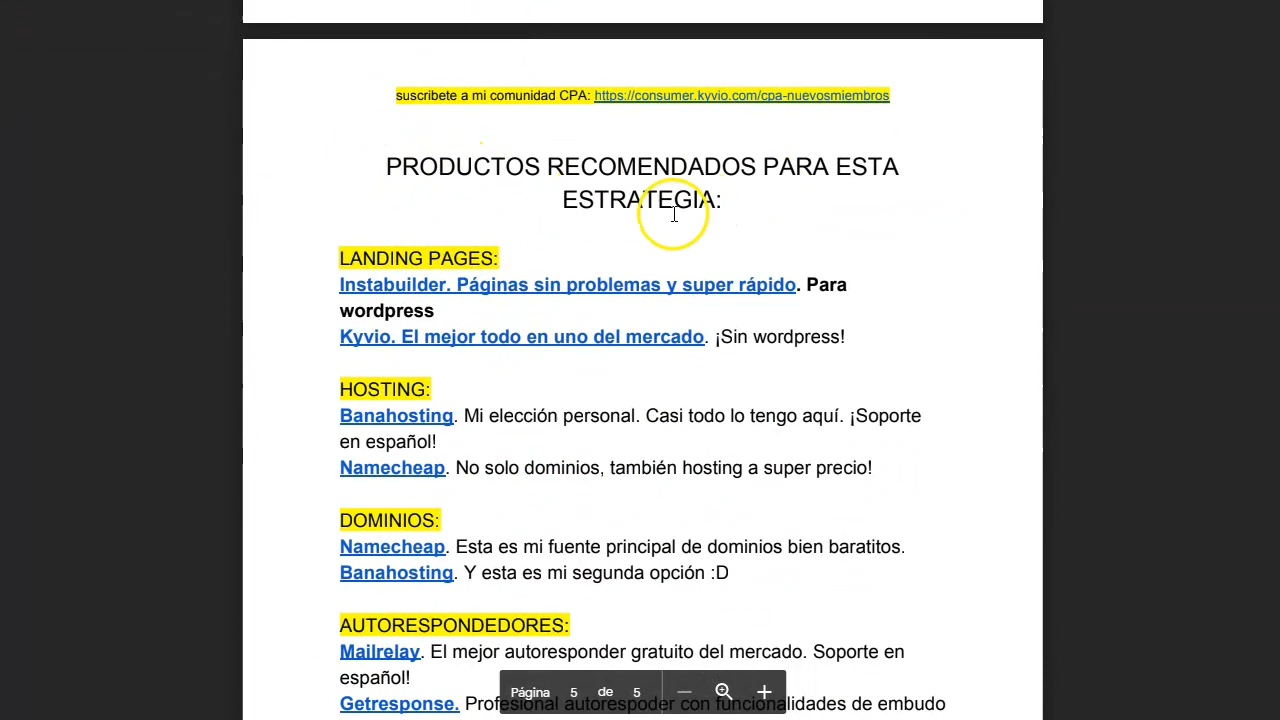 suscribete a mi comunidad CPA: https://consumer.kyvio.com/cpa-nuevosmiembros
PRODUCTOS RECOMENDADOS PARA ESTA
ESTRATEGIA:
LANDING PAGES:
Instabuilder. Páginas sin problemas y super rápido. Para
wordpress
Kyvio. El mejor todo en uno del mercado. ¡Sin wordpress!
HOSTING:
Banahosting. Mi elección personal. Casi todo lo tengo aquí. ¡Soporte
en español!
Namecheap. No solo dominios, también hosting a super precio!
DOMINIOS:
Namecheap. Esta es mi fuente principal de dominios bien baratitos.
Banahosting. Y esta es mi segunda opción :D
AUTORESPONDEDORES:
Mailrelay. El mejor autoresponder gratuito del mercado. Soporte en
español!
Getresponse. Profesional autorespoder con funcionalidades de embudo
Página 5 de 5